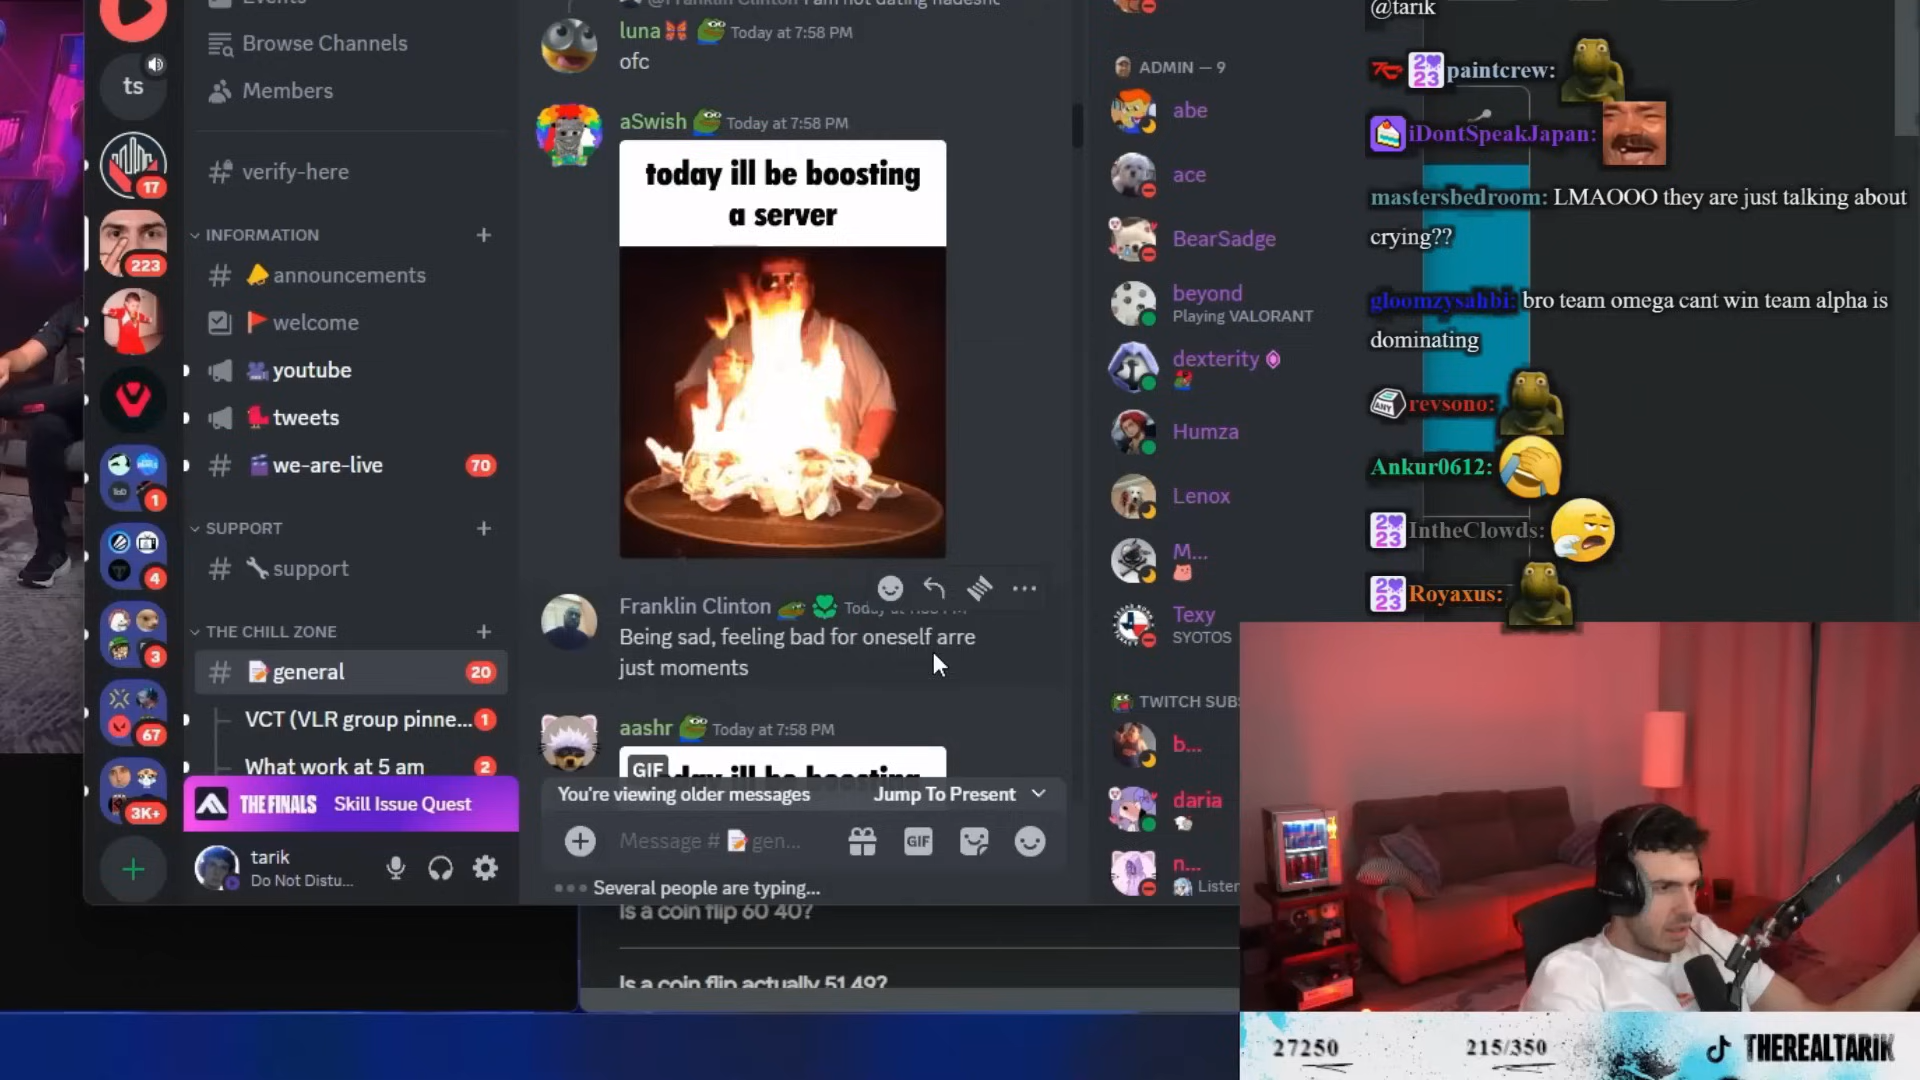 Browse Channels
Members
verify-here
INFORMATION
announcements
welcome
youtube
tweets
we-are-live
70
SUPPORT
support
THE CHILL ZONE
general
20
VCT (VLR group pinne...
1
What work at 5 am
2
THE FINALS Skill Issue Quest
tarik
Do Not Distu...
ts
17
223
1
4
3
67
3K+
luna Today at 7:58 PM
ofc
aSwish Today at 7:58 PM
today ill be boosting
a server
Franklin Clinton
Being sad, feeling bad for oneself arre
just moments
aashr Today at 7:58 PM
GIF
You're viewing older messages Jump To Present
Message # gen...
GIF
Several people are typing...
Is a coin flip 60 40?
Is a coin flip actually 51 49?
ADMIN — 9
abe
ace
BearSadge
beyond
Playing VALORANT
dexterity
Humza
Lenox
M...
Texy
SYOTOS
TWITCH SUBS
b...
daria
n...
Listen
@tarik
paintcrew:
iDontSpeakJapan:
mastersbedroom: LMAOOO they are just talking about
crying??
gloomzysahbi: bro team omega cant win team alpha is
dominating
revsono:
Ankur0612:
IntheClowds:
Royaxus:
27250
215/350
THEREALTARIK